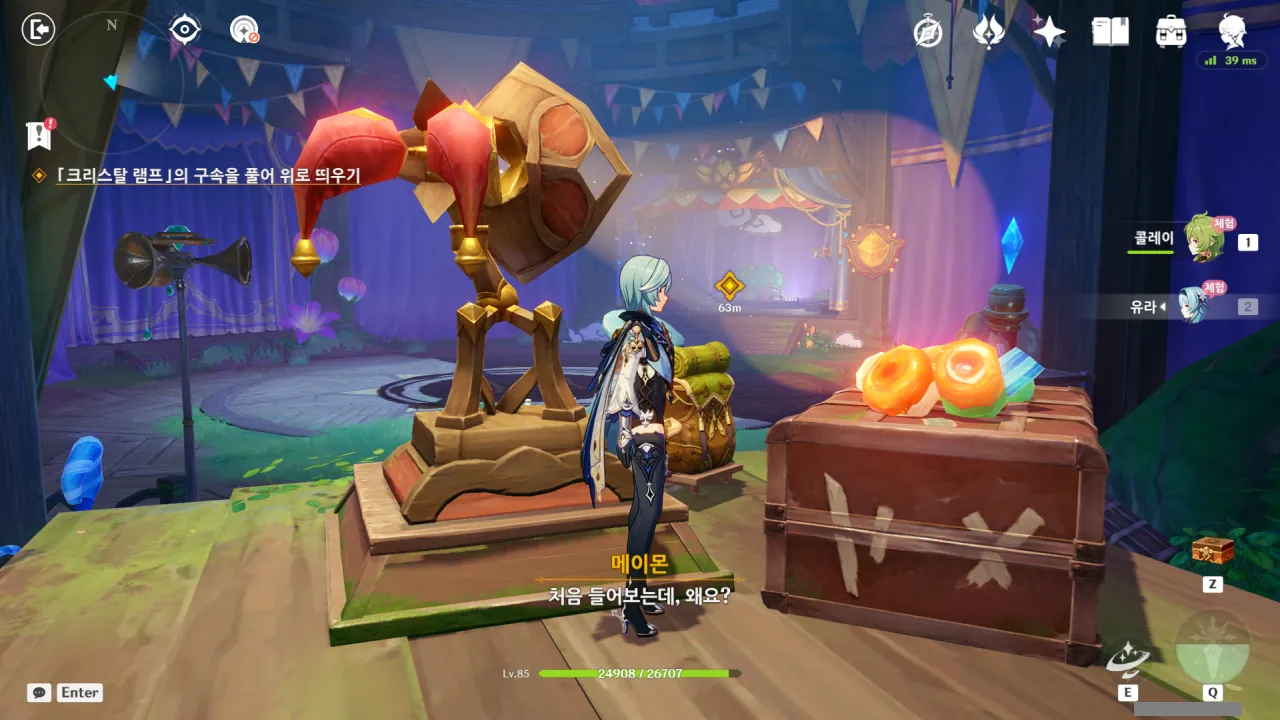 N
39 ms
「크리스탈 램프」의 구속을 풀어 위로 띄우기
콜레이
체험
1
유라
체험
2
63m
메이몬
처음 들어보는데, 왜요?
Z
Lv.85
24908 / 26707
Enter
E
Q